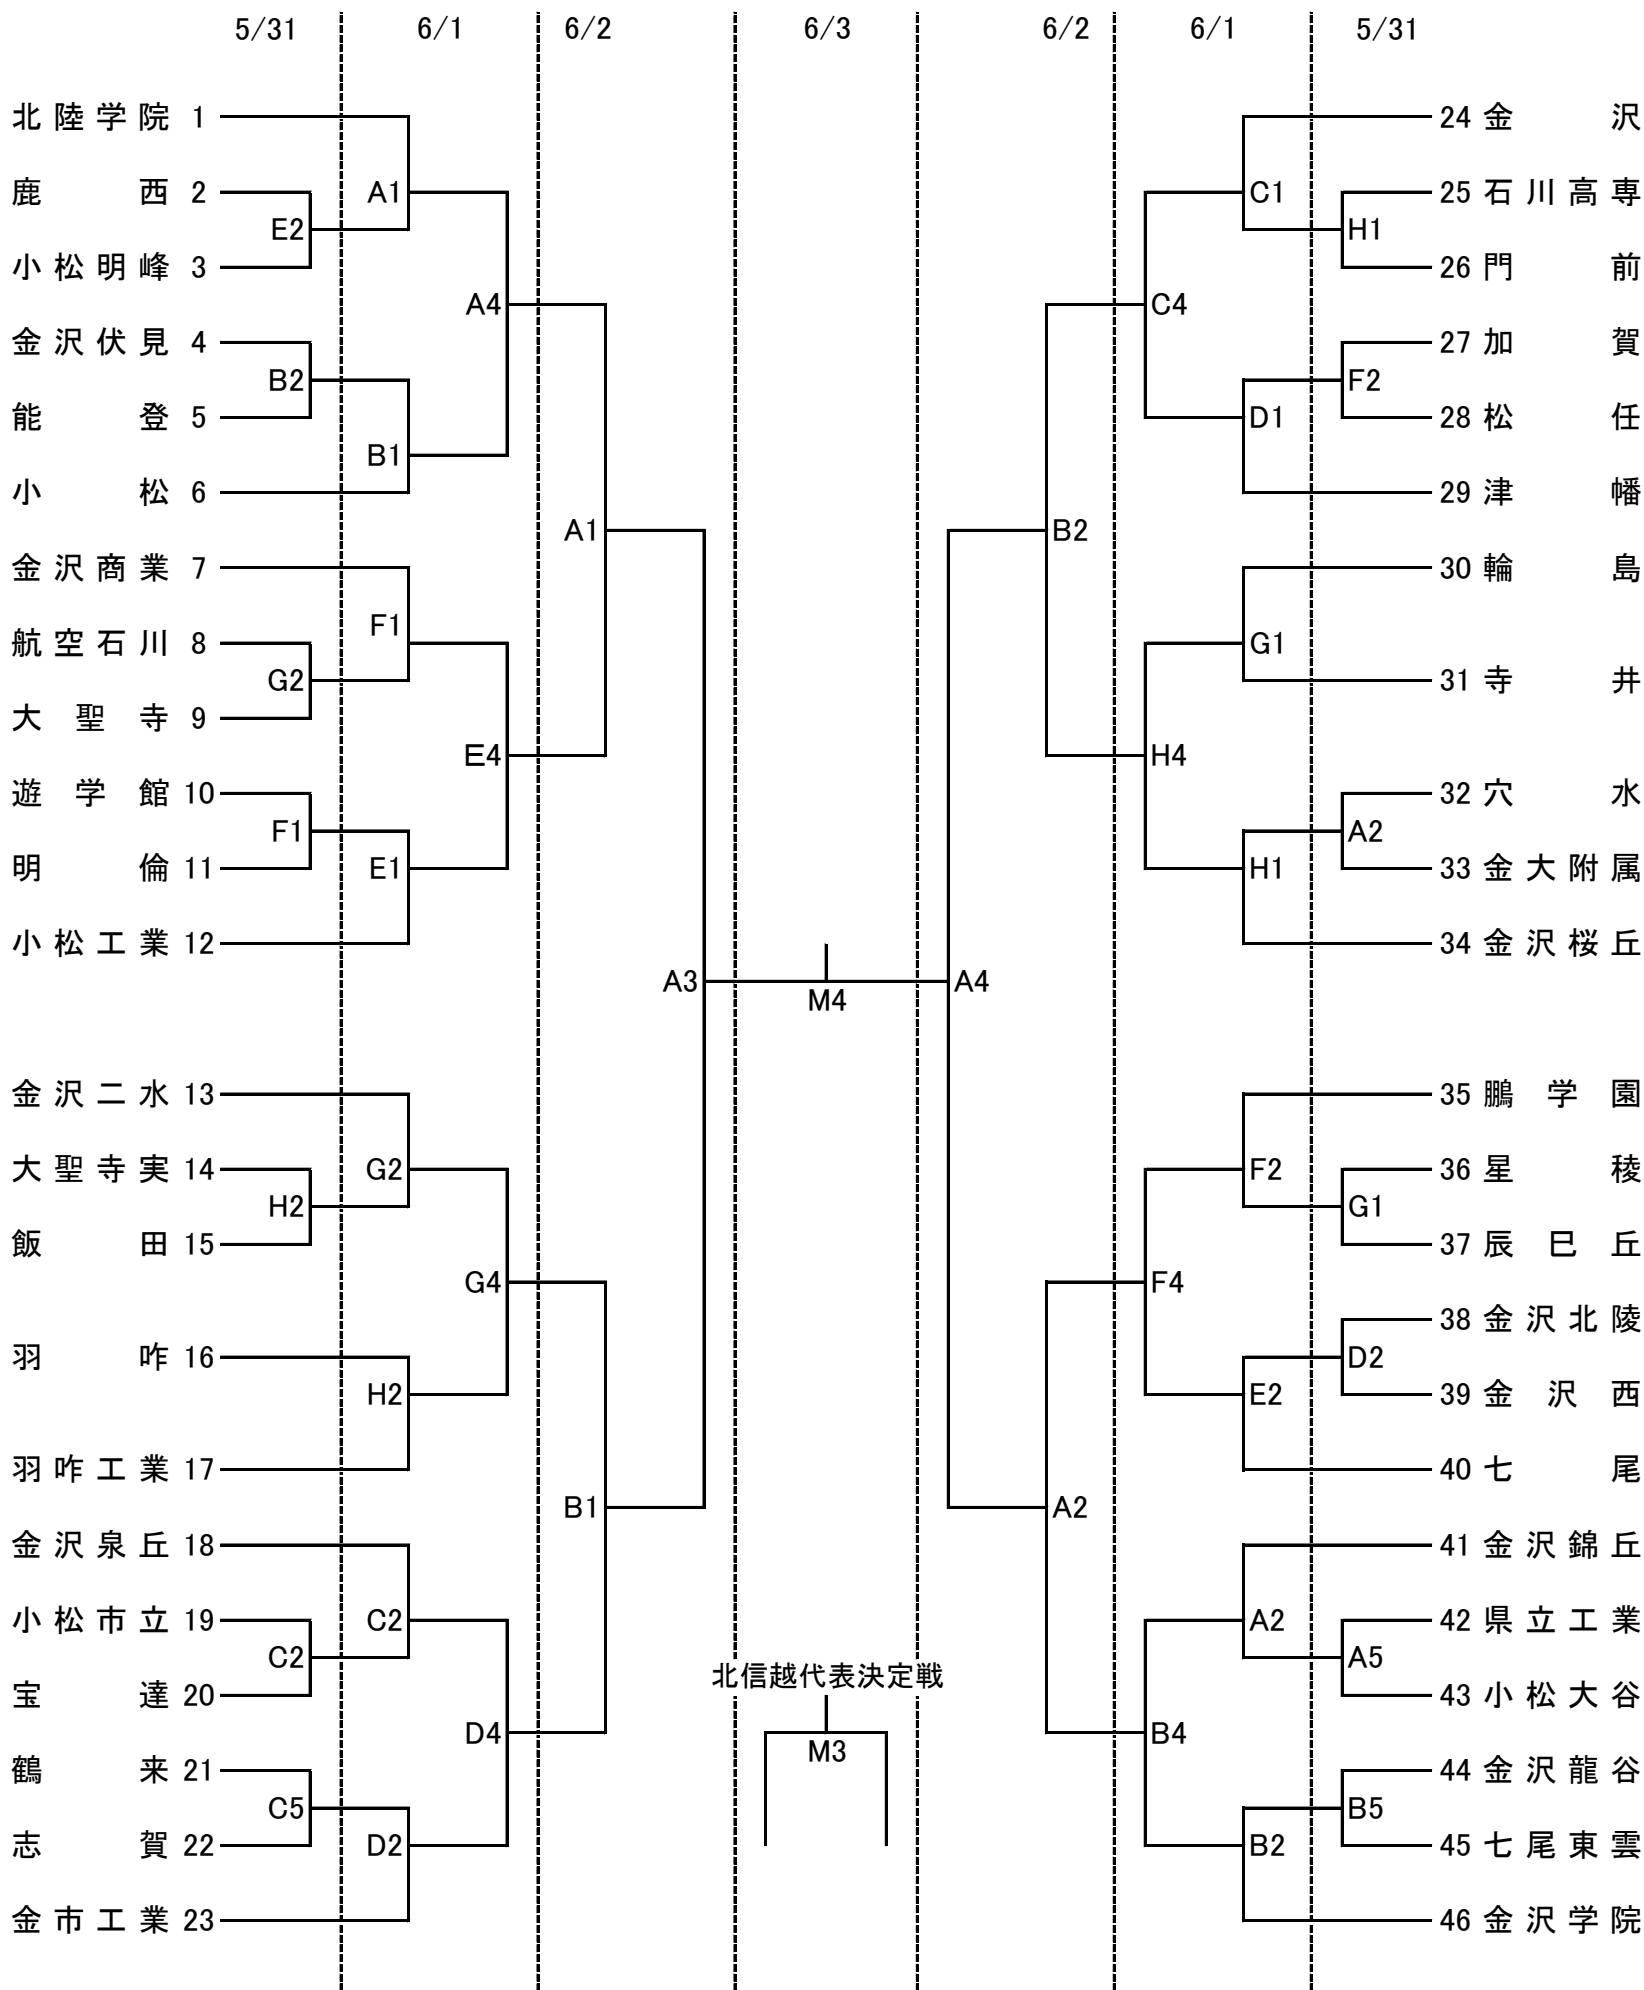 5/31 6/1 6/2 6/3 6/2 6/1 5/31
北陸学院 1
24 金沢
鹿西 2
A1
C1
25 石川高専
E2
H1
小松明峰 3
26 門前
A4
C4
金沢伏見 4
27 加賀
B2
F2
能登 5
D1
28 松任
B1
小松 6
29 津幡
A1
B2
金沢商業 7
30 輪島
F1
航空石川 8
G1
G2
31 寺井
大聖寺 9
E4
H4
遊学館 10
32 穴水
F1
A2
明倫 11
E1
H1
33 金大附属
小松工業 12
34 金沢桜丘
A3
M4
A4
金沢二水 13
35 鵬学園
大聖寺実 14
G2
F2
36 星稜
H2
G1
飯田 15
37 辰巳丘
G4
F4
38 金沢北陵
羽咋 16
D2
H2
E2
39 金沢西
羽咋工業 17
40 七尾
B1
A2
金沢泉丘 18
41 金沢錦丘
小松市立 19
C2
A2
42 県立工業
C2
A5
北信越代表決定戦
宝達 20
43 小松大谷
D4
M3
B4
鶴来 21
44 金沢龍谷
C5
B5
志賀 22
D2
B2
45 七尾東雲
金市工業 23
46 金沢学院